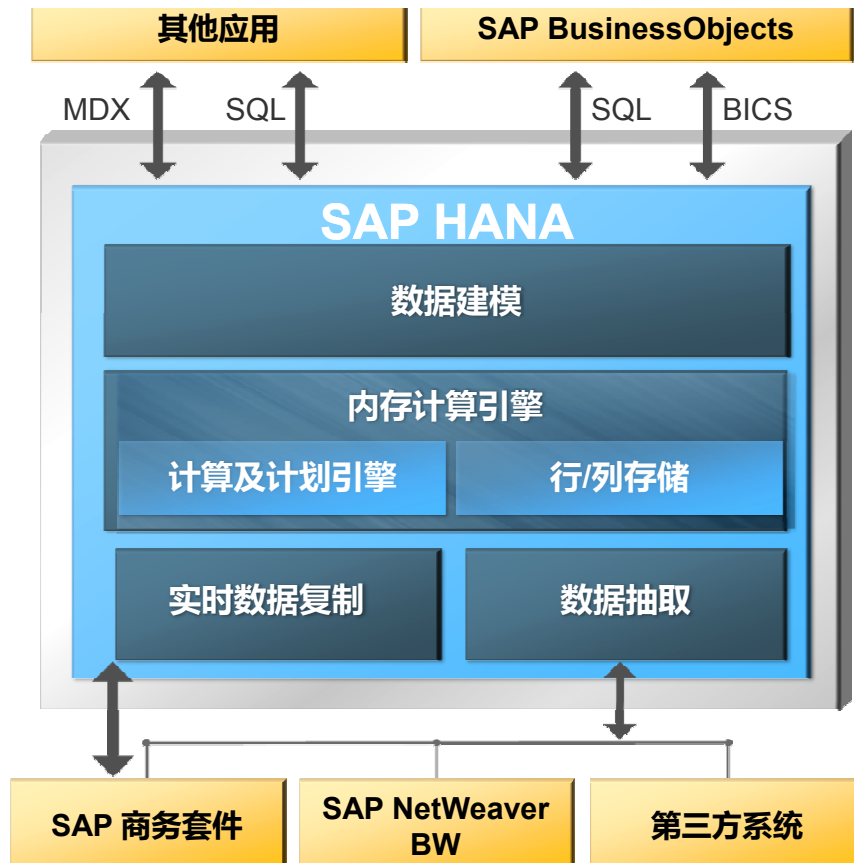 其他应用
SAP BusinessObjects
MDX
SQL
SQL
BICS
SAP HANA
数据建模
内存计算引擎
计算及计划引擎
行/列存储
实时数据复制
数据抽取
SAP 商务套件
SAP NetWeaver
BW
第三方系统